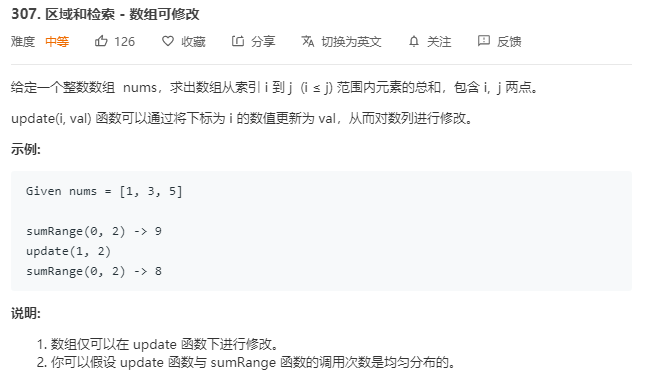 307. 区域和检索 - 数组可修改
难度 中等 126 收藏 分享 切换为英文 关注 反馈
给定一个整数数组 nums，求出数组从索引 i 到 j (i ≤ j) 范围内元素的总和，包含 i, j 两点。
update(i, val) 函数可以通过将下标为 i 的数值更新为 val，从而对数列进行修改。
示例:
Given nums = [1, 3, 5]
sumRange(0, 2) -> 9
update(1, 2)
sumRange(0, 2) -> 8
说明:
1. 数组仅可以在 update 函数下进行修改。
2. 你可以假设 update 函数与 sumRange 函数的调用次数是均匀分布的。